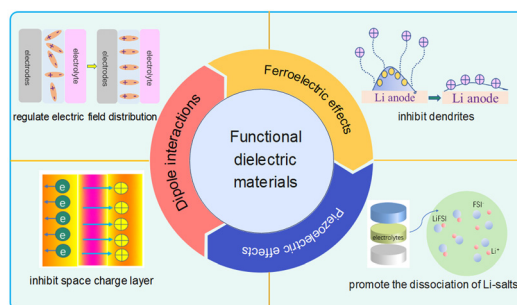 electrodes
electrolyte
electrodes
electrolyte
regulate electric field distribution
Ferroelectric effects
Li anode
Li anode
inhibit dendrites
Dipole interactions
Functional
dielectric
materials
Piezoelectric effects
e
e
e
e
e
inhibit space charge layer
electrolytes
LiFSI
FSI
Li⁺
promote the dissociation of Li-salts